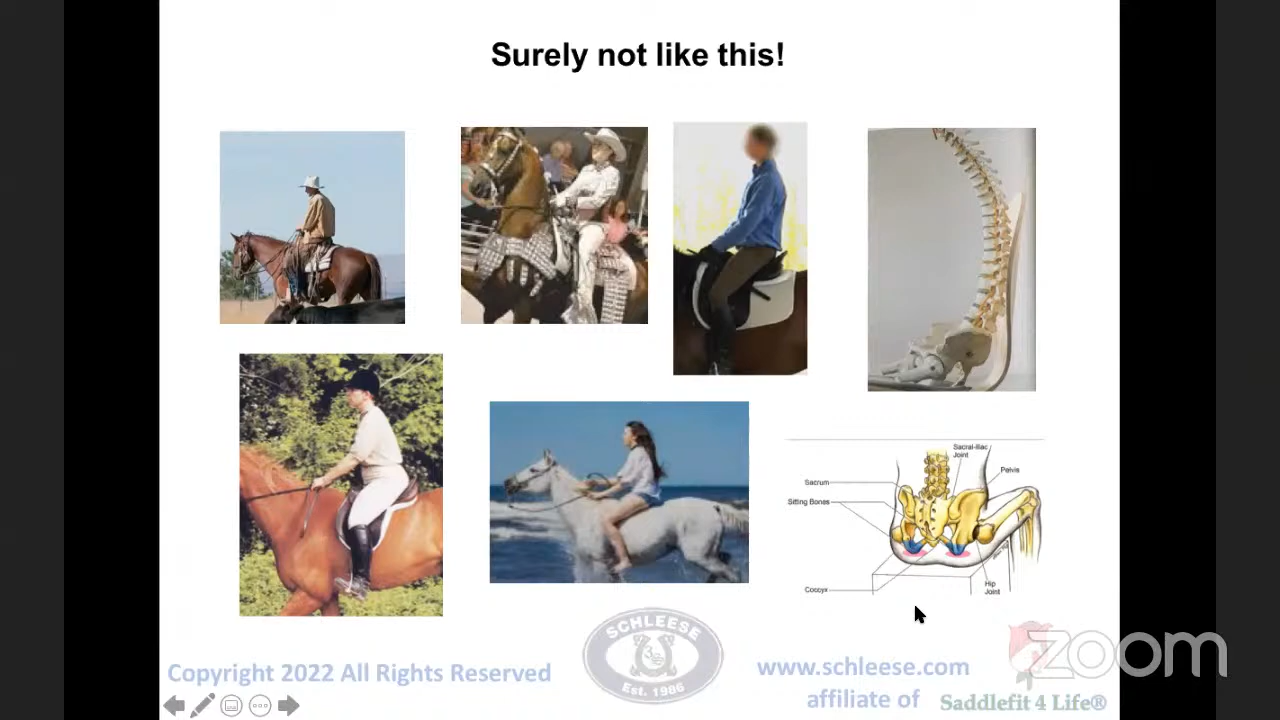 Surely not like this!
Sacral-Iliac
Joint
Pelvis
Sacrum
Sitting Bones
Coccyx
Hip
Joint
SCHLEESE
Est. 1986
Copyright 2022 All Rights Reserved
www.schleese.com
affiliate of
Saddlefit 4 Life®
zoom